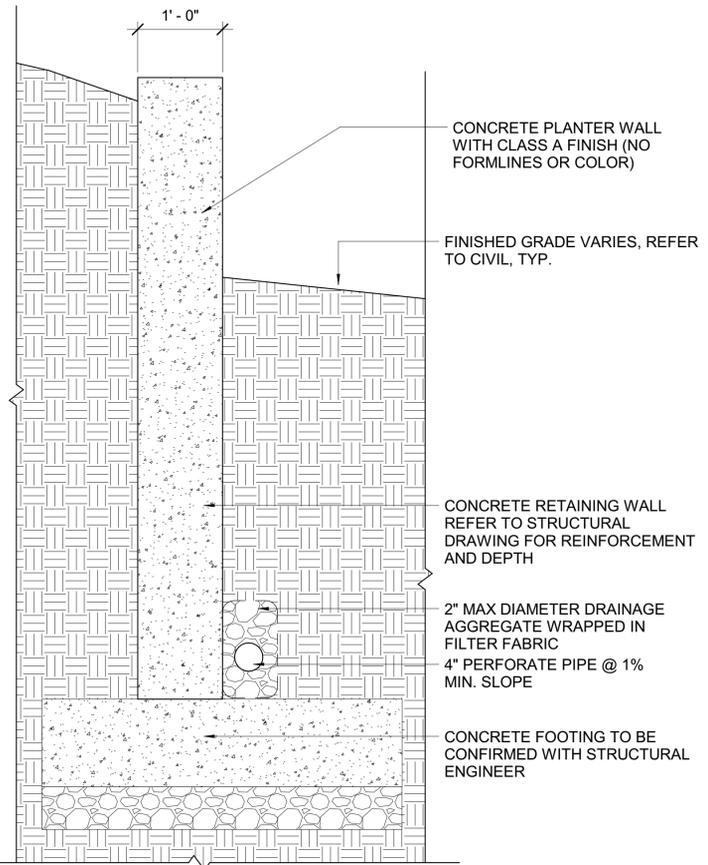 1' - 0"
CONCRETE PLANTER WALL
WITH CLASS A FINISH (NO
FORMLINES OR COLOR)
FINISHED GRADE VARIES, REFER
TO CIVIL, TYP.
CONCRETE RETAINING WALL
REFER TO STRUCTURAL
DRAWING FOR REINFORCEMENT
AND DEPTH
2" MAX DIAMETER DRAINAGE
AGGREGATE WRAPPED IN
FILTER FABRIC
4" PERFORATE PIPE @ 1%
MIN. SLOPE
CONCRETE FOOTING TO BE
CONFIRMED WITH STRUCTURAL
ENGINEER